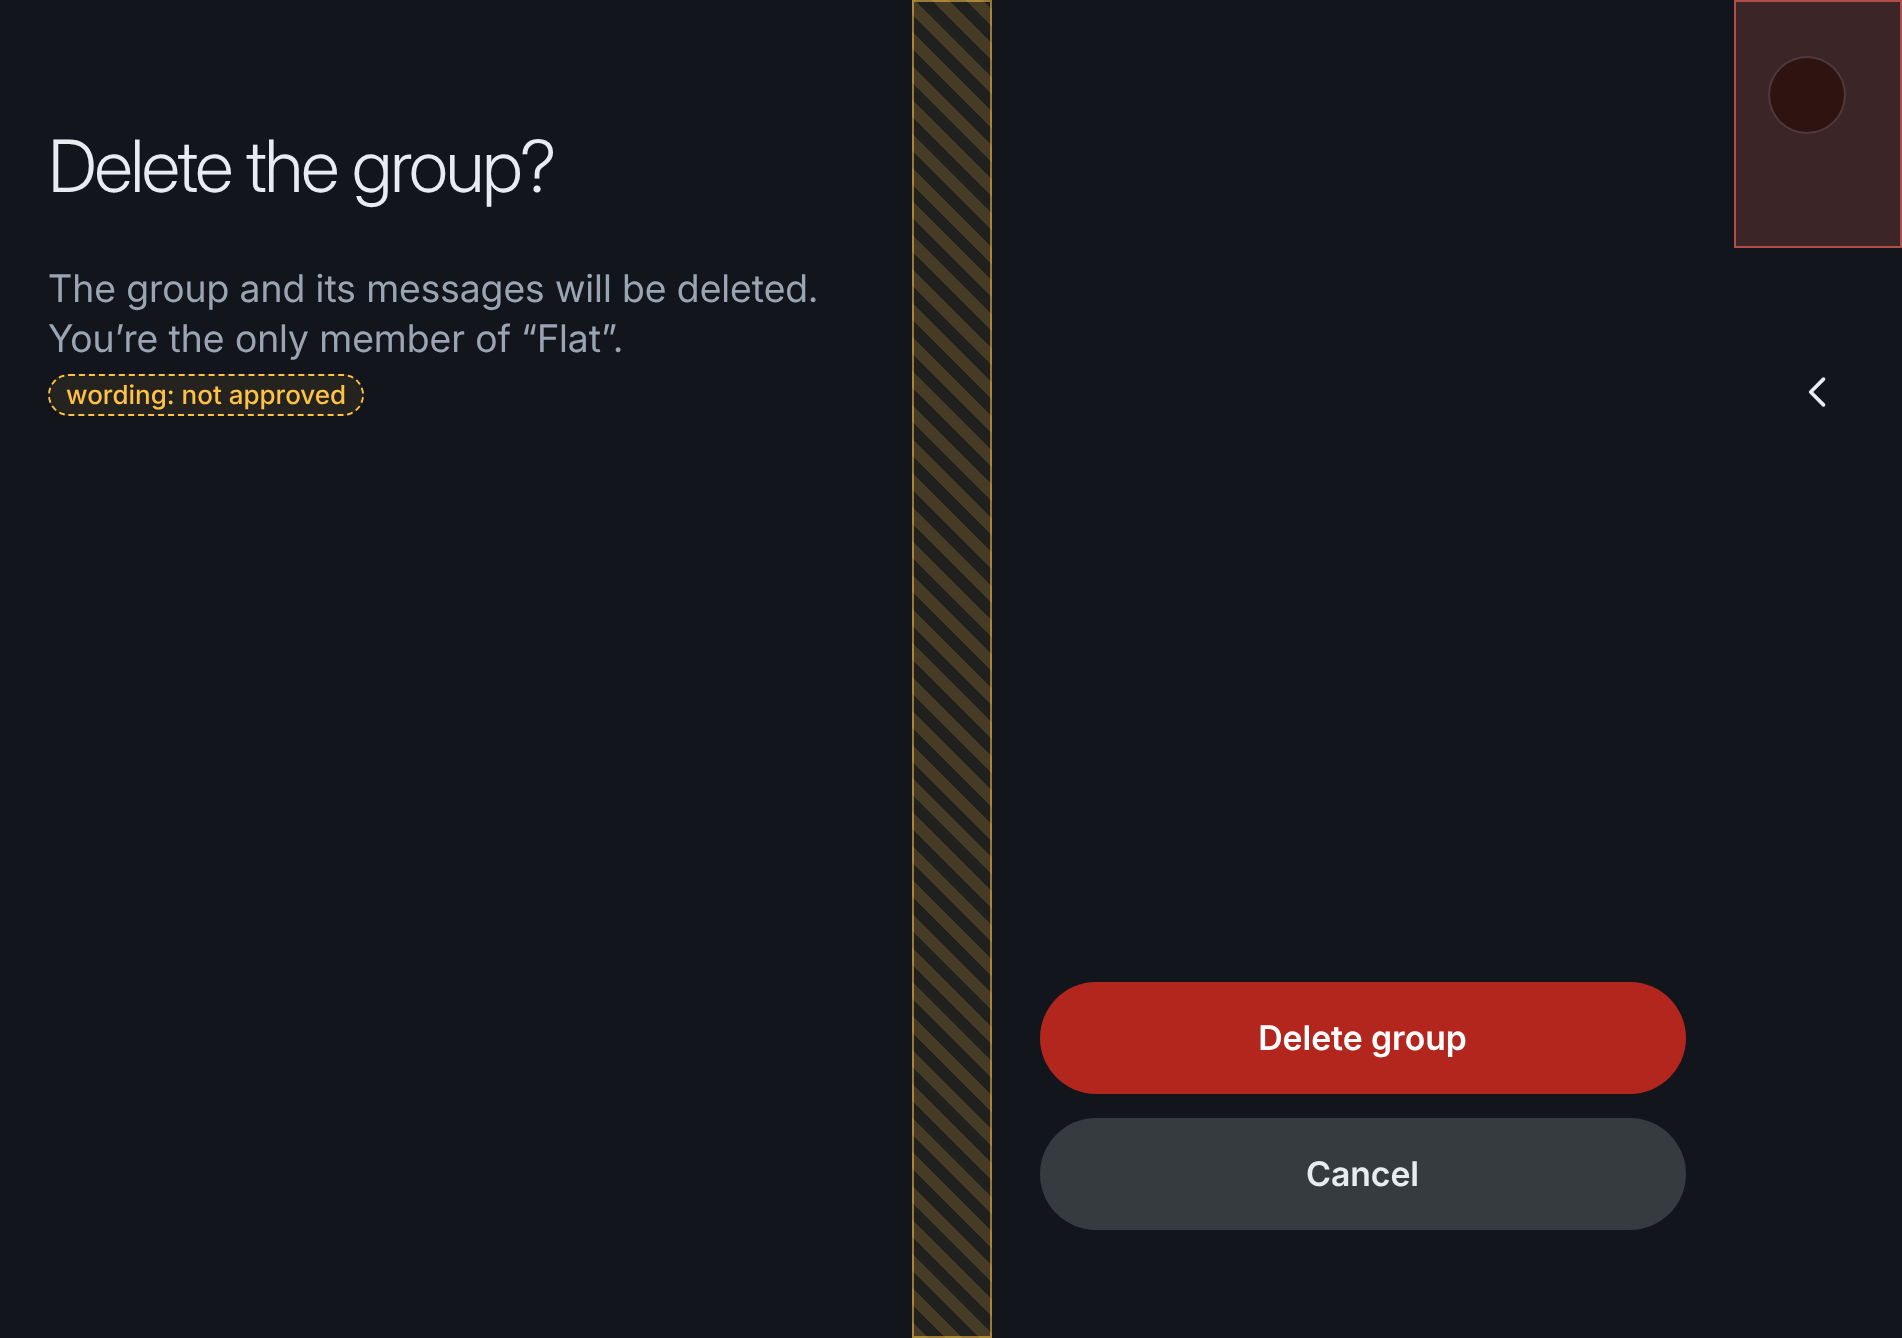 Delete the group?
The group and its messages will be deleted.
You’re the only member of “Flat”.
wording: not approved
Delete group
Cancel